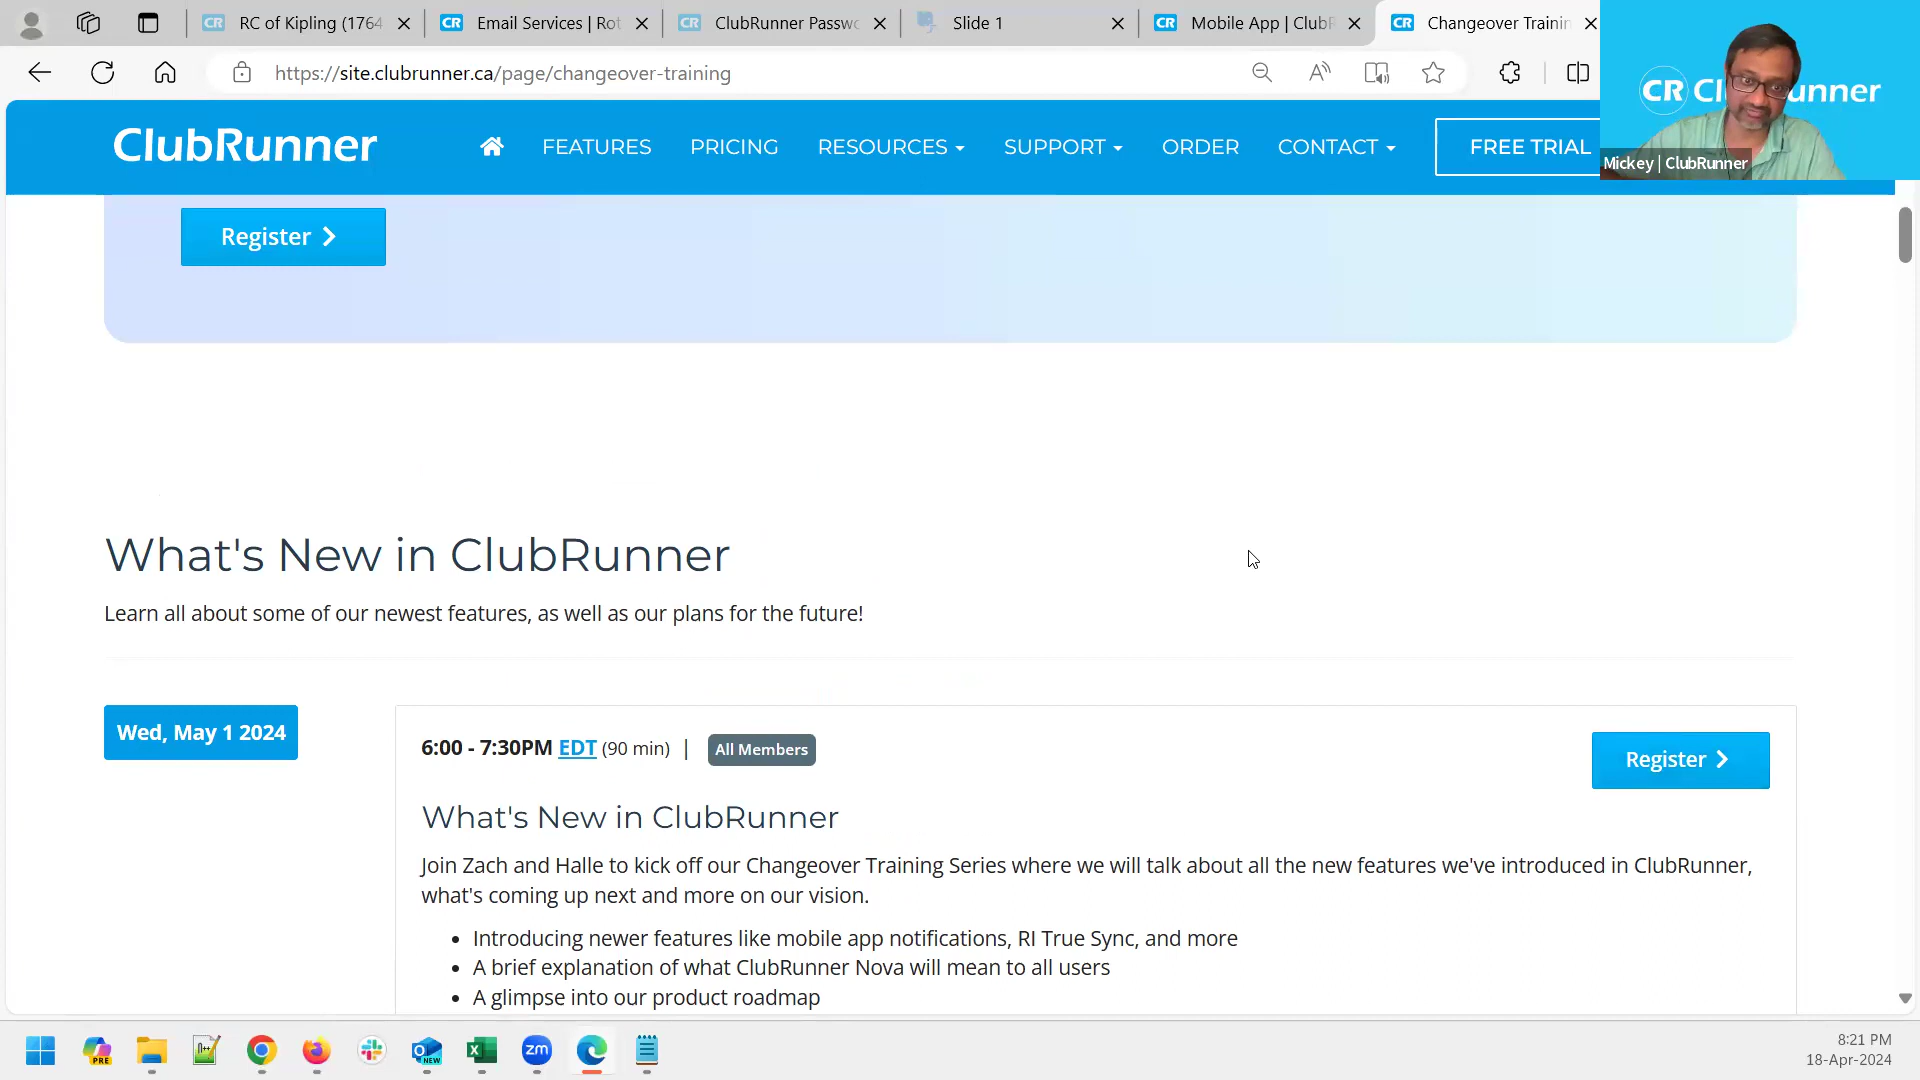 RC of Kipling (1764
Email Services | Rot
ClubRunner Passwo
Slide 1
Mobile App | ClubR
Changeover Trainin
https://site.clubrunner.ca/page/changeover-training
ClubRunner
FEATURES
PRICING
RESOURCES
SUPPORT
ORDER
CONTACT
FREE TRIAL
CR Cl unner
Mickey | ClubRunner
Register
What's New in ClubRunner
Learn all about some of our newest features, as well as our plans for the future!
Wed, May 1 2024
6:00 - 7:30PM EDT (90 min) | All Members
Register
What's New in ClubRunner
Join Zach and Halle to kick off our Changeover Training Series where we will talk about all the new features we've introduced in ClubRunner,
what's coming up next and more on our vision.
• Introducing newer features like mobile app notifications, RI True Sync, and more
• A brief explanation of what ClubRunner Nova will mean to all users
• A glimpse into our product roadmap
8:21 PM
18-Apr-2024